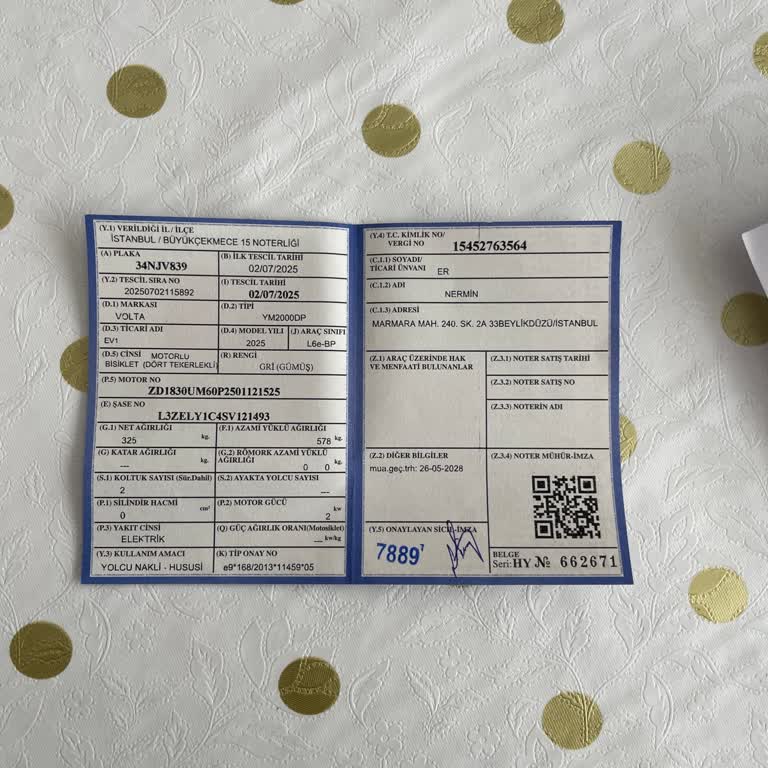 (Y.1) VERİLDİĞİ İL / İLÇE
İSTANBUL / BÜYÜKÇEKMECE 15 NOTERLİĞİ
(A) PLAKA
34NJV839
(B) İLK TESCİL TARİHİ
02/07/2025
(Y.2) TESCİL SIRA NO
20250702115892
(I) TESCİL TARİHİ
02/07/2025
(D.1) MARKASI
VOLTA
(D.2) TİPİ
YM2000DP
(D.3) TİCARİ ADI
EV1
(D.4) MODEL YILI
2025
(J) ARAÇ SINIFI
L6e-BP
(D.5) CİNSİ MOTORLU
BİSİKLET (DÖRT TEKERLEKLİ)
(R) RENGİ
GRİ (GÜMÜŞ)
(P.5) MOTOR NO
ZD1830UM60P2501121525
(E) ŞASE NO
L3ZELY1C4SV121493
(G.1) NET AĞIRLIĞI
325 kg.
(F.1) AZAMİ YÜKLÜ AĞIRLIĞI
578 kg.
(G) KATAR AĞIRLIĞI
--- kg.
(G.2) RÖMORK AZAMİ YÜKLÜ
AĞIRLIĞI
0 0 kg.
(S.1) KOLTUK SAYISI (Sür.Dahil)
2
(S.2) AYAKTA YOLCU SAYISI
---
(P.1) SİLİNDİR HACMİ
0 cm³
(P.2) MOTOR GÜCÜ
2 kw
(P.3) YAKIT CİNSİ
ELEKTRİK
(Q) GÜÇ AĞIRLIK ORANI(Motosiklet)
--- kw/kg
(Y.3) KULLANIM AMACI
YOLCU NAKLİ - HUSUSİ
(K) TİP ONAY NO
e9*168/2013*11459*05
(Y.4) T.C. KİMLİK NO/
VERGİ NO
15452763564
(C.1.1) SOYADI/
TİCARİ ÜNVANI
ER
(C.1.2) ADI
NERMİN
(C.1.3) ADRESİ
MARMARA MAH. 240. SK. 2A 33BEYLİKDÜZÜ/İSTANBUL
(Z.1) ARAÇ ÜZERİNDE HAK
VE MENFAATİ BULUNANLAR
(Z.3.1) NOTER SATIŞ TARİHİ
(Z.3.2) NOTER SATIŞ NO
(Z.3.3) NOTERİN ADI
(Z.2) DİĞER BİLGİLER
mua.geç.trh: 26-05-2028
(Z.3.4) NOTER MÜHÜR-İMZA
(Y.5) ONAYLAYAN SİCİL-İMZA
7889
BELGE
Seri: HY № 662671